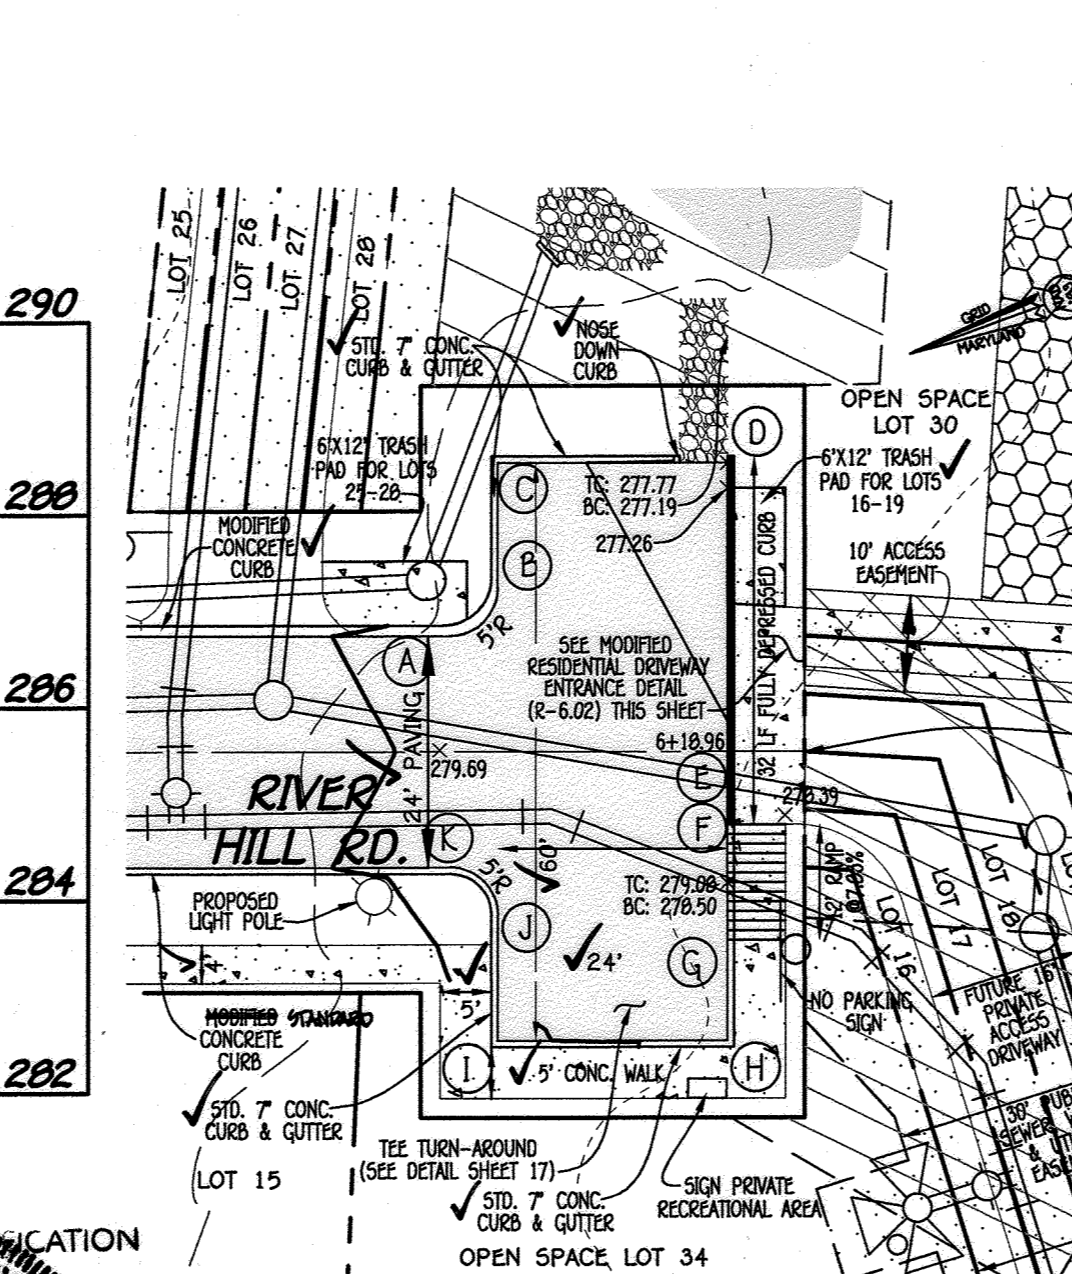 290
288
286
284
282
LOT 25
LOT 26
LOT 27
LOT 28
STD. 7" CONC.
CURB & GUTTER
NOSE
DOWN
CURB
GRID
MARYLAND
OPEN SPACE
LOT 30
6'X12' TRASH
PAD FOR LOTS
25-28
D
6'X12' TRASH
PAD FOR LOTS
16-19
C
TC: 277.77
BC: 277.19
277.26
MODIFIED
CONCRETE
CURB
B
10' ACCESS
EASEMENT
32 LF FULLY DEPRESSED CURB
5'R
A
SEE MODIFIED
RESIDENTIAL DRIVEWAY
ENTRANCE DETAIL
(R-6.02) THIS SHEET
24' PAVING
6+18.96
279.69
E
RIVER
HILL RD.
K
F
5'R
60'
12' RAMP
TC: 279.08
BC: 278.50
PROPOSED
LIGHT POLE
J
24'
G
LOT 16
LOT 17
LOT 18
4'
5'
NO PARKING
SIGN
FUTURE 16'
PRIVATE
ACCESS
DRIVEWAY
MODIFIED STANDARD
CONCRETE
CURB
I
5' CONC. WALK
H
STD. 7" CONC.
CURB & GUTTER
TEE TURN-AROUND
(SEE DETAIL SHEET 17)
LOT 15
STD. 7" CONC.
CURB & GUTTER
SIGN PRIVATE
RECREATIONAL AREA
30' PUB
SEWER
OPEN SPACE LOT 34
ICATION